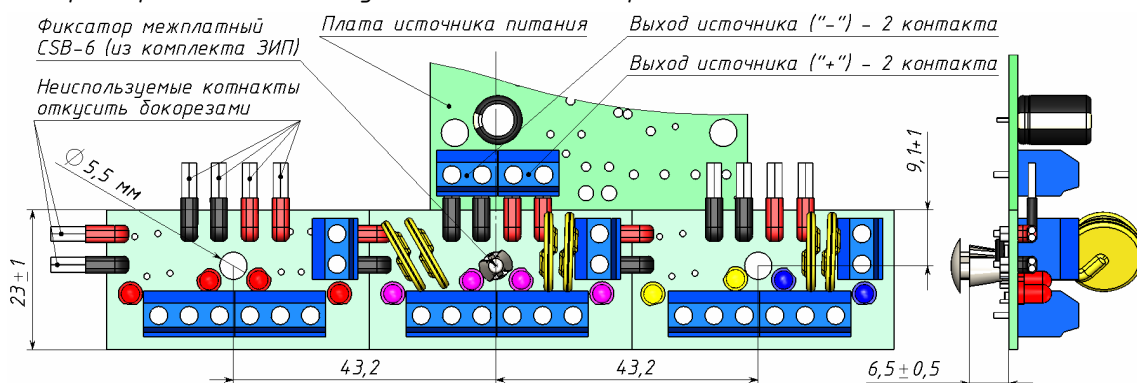 Фиксатор межплатный
CSB-6 (из комплекта ЗИП)
Плата источника питания
Выход источника ("-") - 2 контакта
Выход источника ("+") - 2 контакта
Неиспользуемые котнакты
откусить бокорезами
∅ 5,5 мм
9,1±1
23±1
43,2
43,2
6,5±0,5